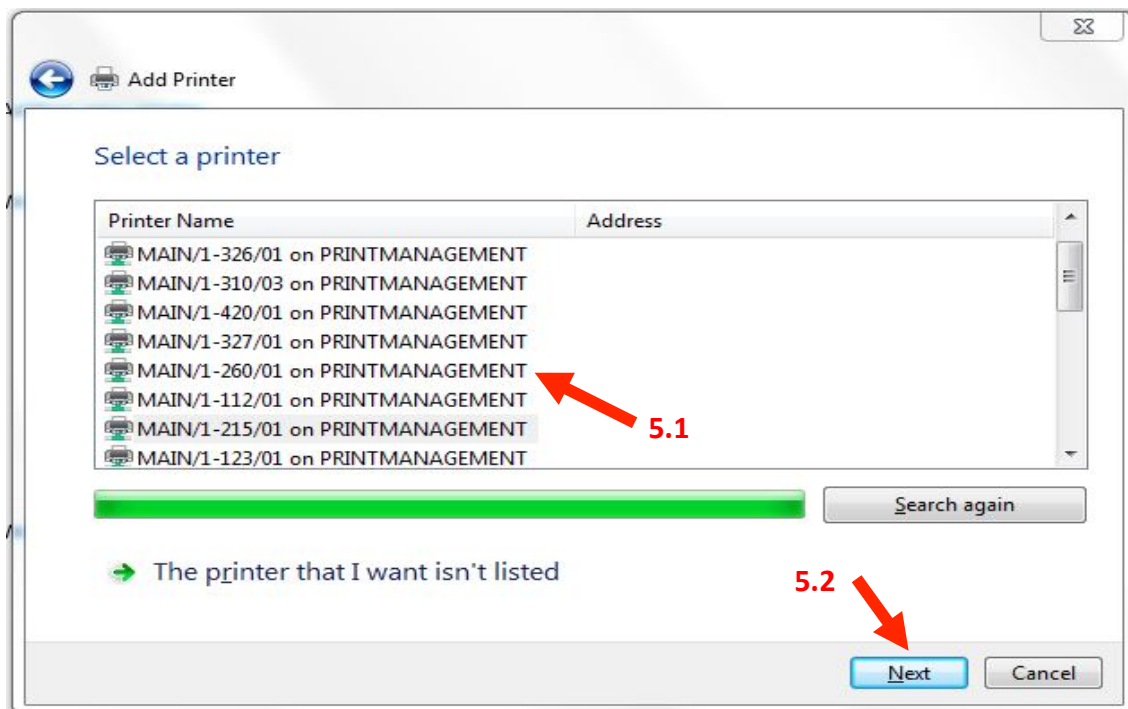 Add Printer
Select a printer
Printer Name Address
MAIN/1-326/01 on PRINTMANAGEMENT
MAIN/1-310/03 on PRINTMANAGEMENT
MAIN/1-420/01 on PRINTMANAGEMENT
MAIN/1-327/01 on PRINTMANAGEMENT
MAIN/1-260/01 on PRINTMANAGEMENT
MAIN/1-112/01 on PRINTMANAGEMENT
5.1
MAIN/1-215/01 on PRINTMANAGEMENT
MAIN/1-123/01 on PRINTMANAGEMENT
Search again
The printer that I want isn't listed
5.2
Next Cancel